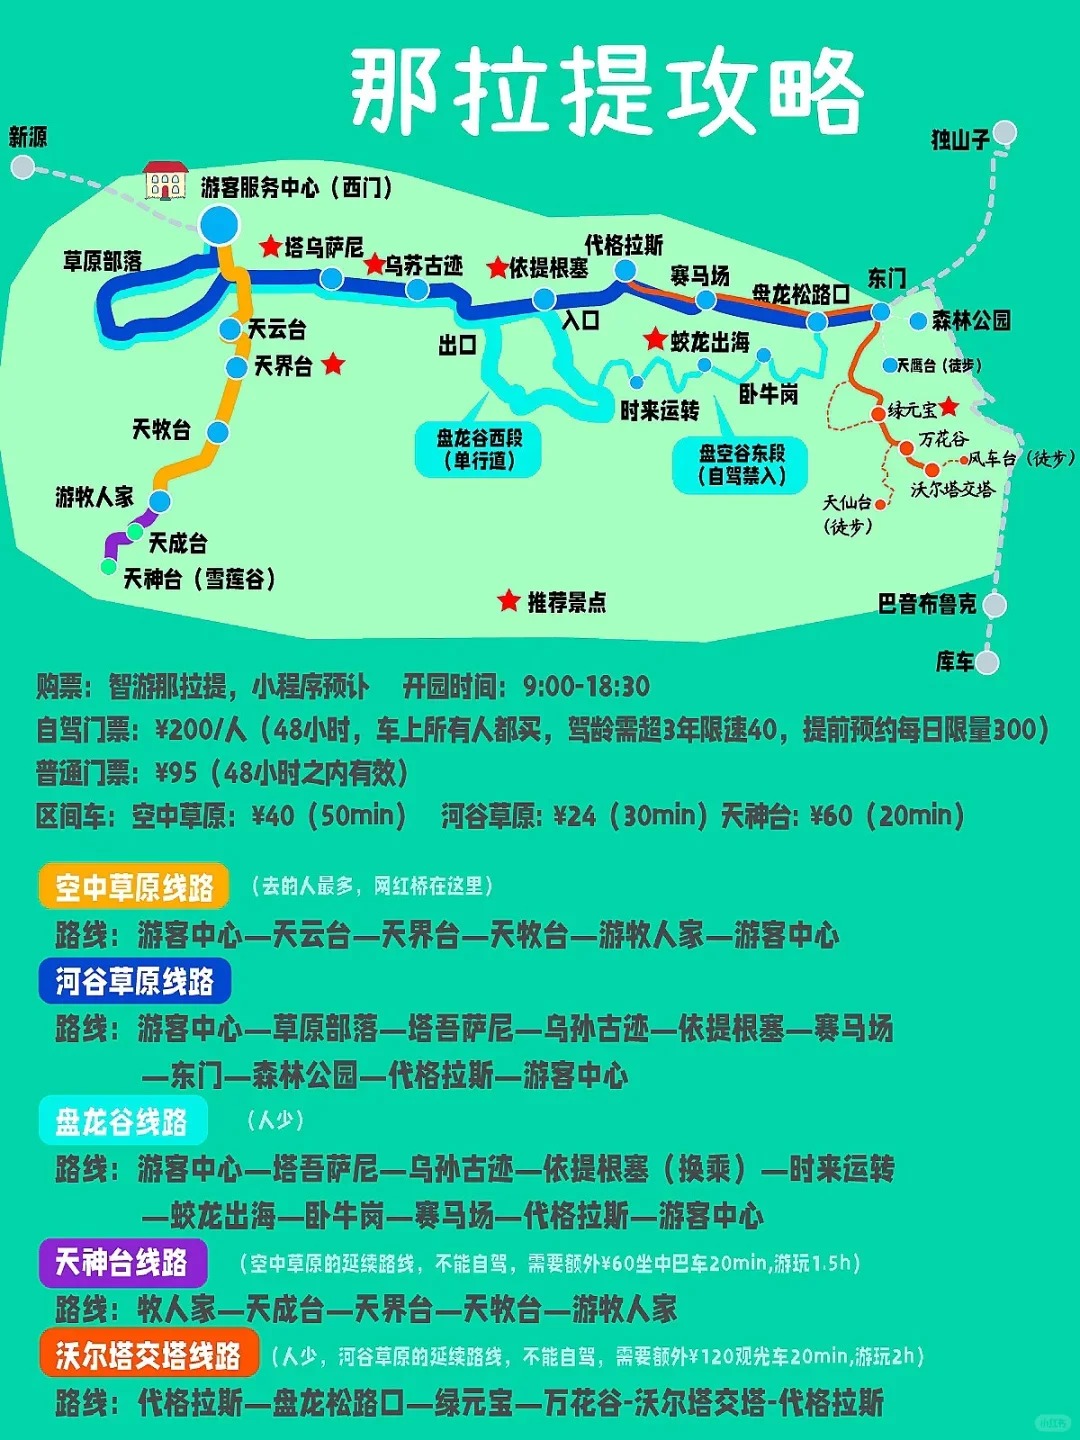 那拉提攻略
新源
独山子
游客服务中心（西门）
草原部落
塔乌萨尼
乌苏古迹
依提根塞
代格拉斯
赛马场
盘龙松路口
东门
森林公园
天云台
出口
入口
蛟龙出海
天鹰台（徒步）
天界台
卧牛岗
时来运转
绿元宝
天牧台
盘龙谷西段
（单行道）
盘空谷东段
（自驾禁入）
万花谷
风车台（徒步）
沃尔塔交塔
游牧人家
天仙台
（徒步）
天成台
天神台（雪莲谷）
推荐景点
巴音布鲁克
库车
购票：智游那拉提，小程序预讣 开园时间：9:00-18:30
自驾门票：¥200/人（48小时，车上所有人都买，驾龄需超3年限速40，提前预约每日限量300）
普通门票：¥95（48小时之内有效）
区间车：空中草原：¥40（50min） 河谷草原: ¥24（30min）天神台: ¥60（20min）
空中草原线路 （去的人最多，网红桥在这里）
路线：游客中心—天云台—天界台—天牧台—游牧人家—游客中心
河谷草原线路
路线：游客中心—草原部落—塔吾萨尼—乌孙古迹—依提根塞—赛马场
—东门—森林公园—代格拉斯—游客中心
盘龙谷线路 （人少）
路线：游客中心—塔吾萨尼—乌孙古迹—依提根塞（换乘）—时来运转
—蛟龙出海—卧牛岗—赛马场—代格拉斯—游客中心
天神台线路 （空中草原的延续路线，不能自驾，需要额外¥60坐中巴车20min,游玩1.5h）
路线：牧人家—天成台—天界台—天牧台—游牧人家
沃尔塔交塔线路 （人少，河谷草原的延续路线，不能自驾，需要额外¥120观光车20min,游玩2h）
路线：代格拉斯—盘龙松路口—绿元宝—万花谷-沃尔塔交塔-代格拉斯
小红书